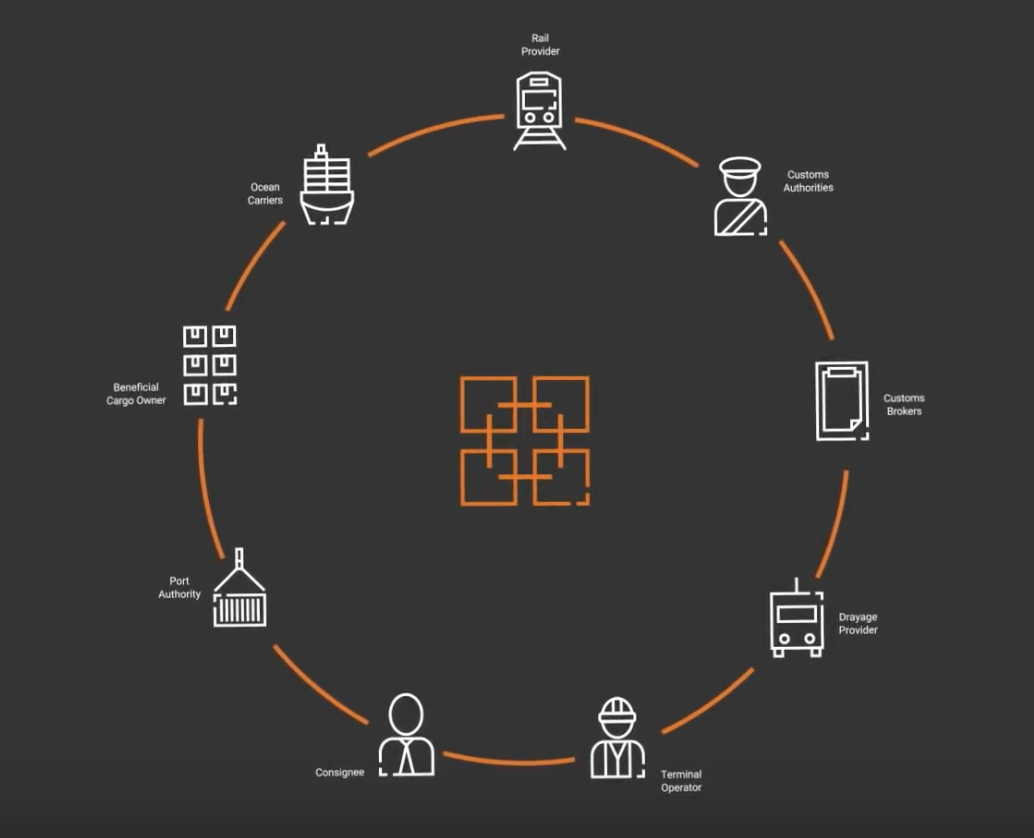 Rail
Provider
Ocean
Carriers
Customs
Authorities
Beneficial
Cargo Owner
Customs
Brokers
Port
Authority
Drayage
Provider
Consignee
Terminal
Operator